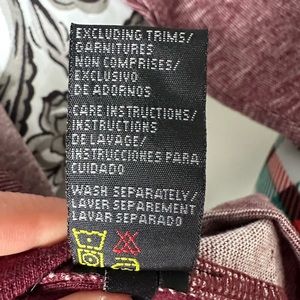 EXCLUDING TRIMS/
GARNITURES
NON COMPRISES/
EXCLUSIVO
DE ADORNOS
CARE INSTRUCTIONS/
INSTRUCTIONS
DE LAVAGE/
INSTRUCCIONES PARA
CUIDADO
WASH SEPARATELY/
LAVER SEPAREMENT
LAVAR SEPARADO